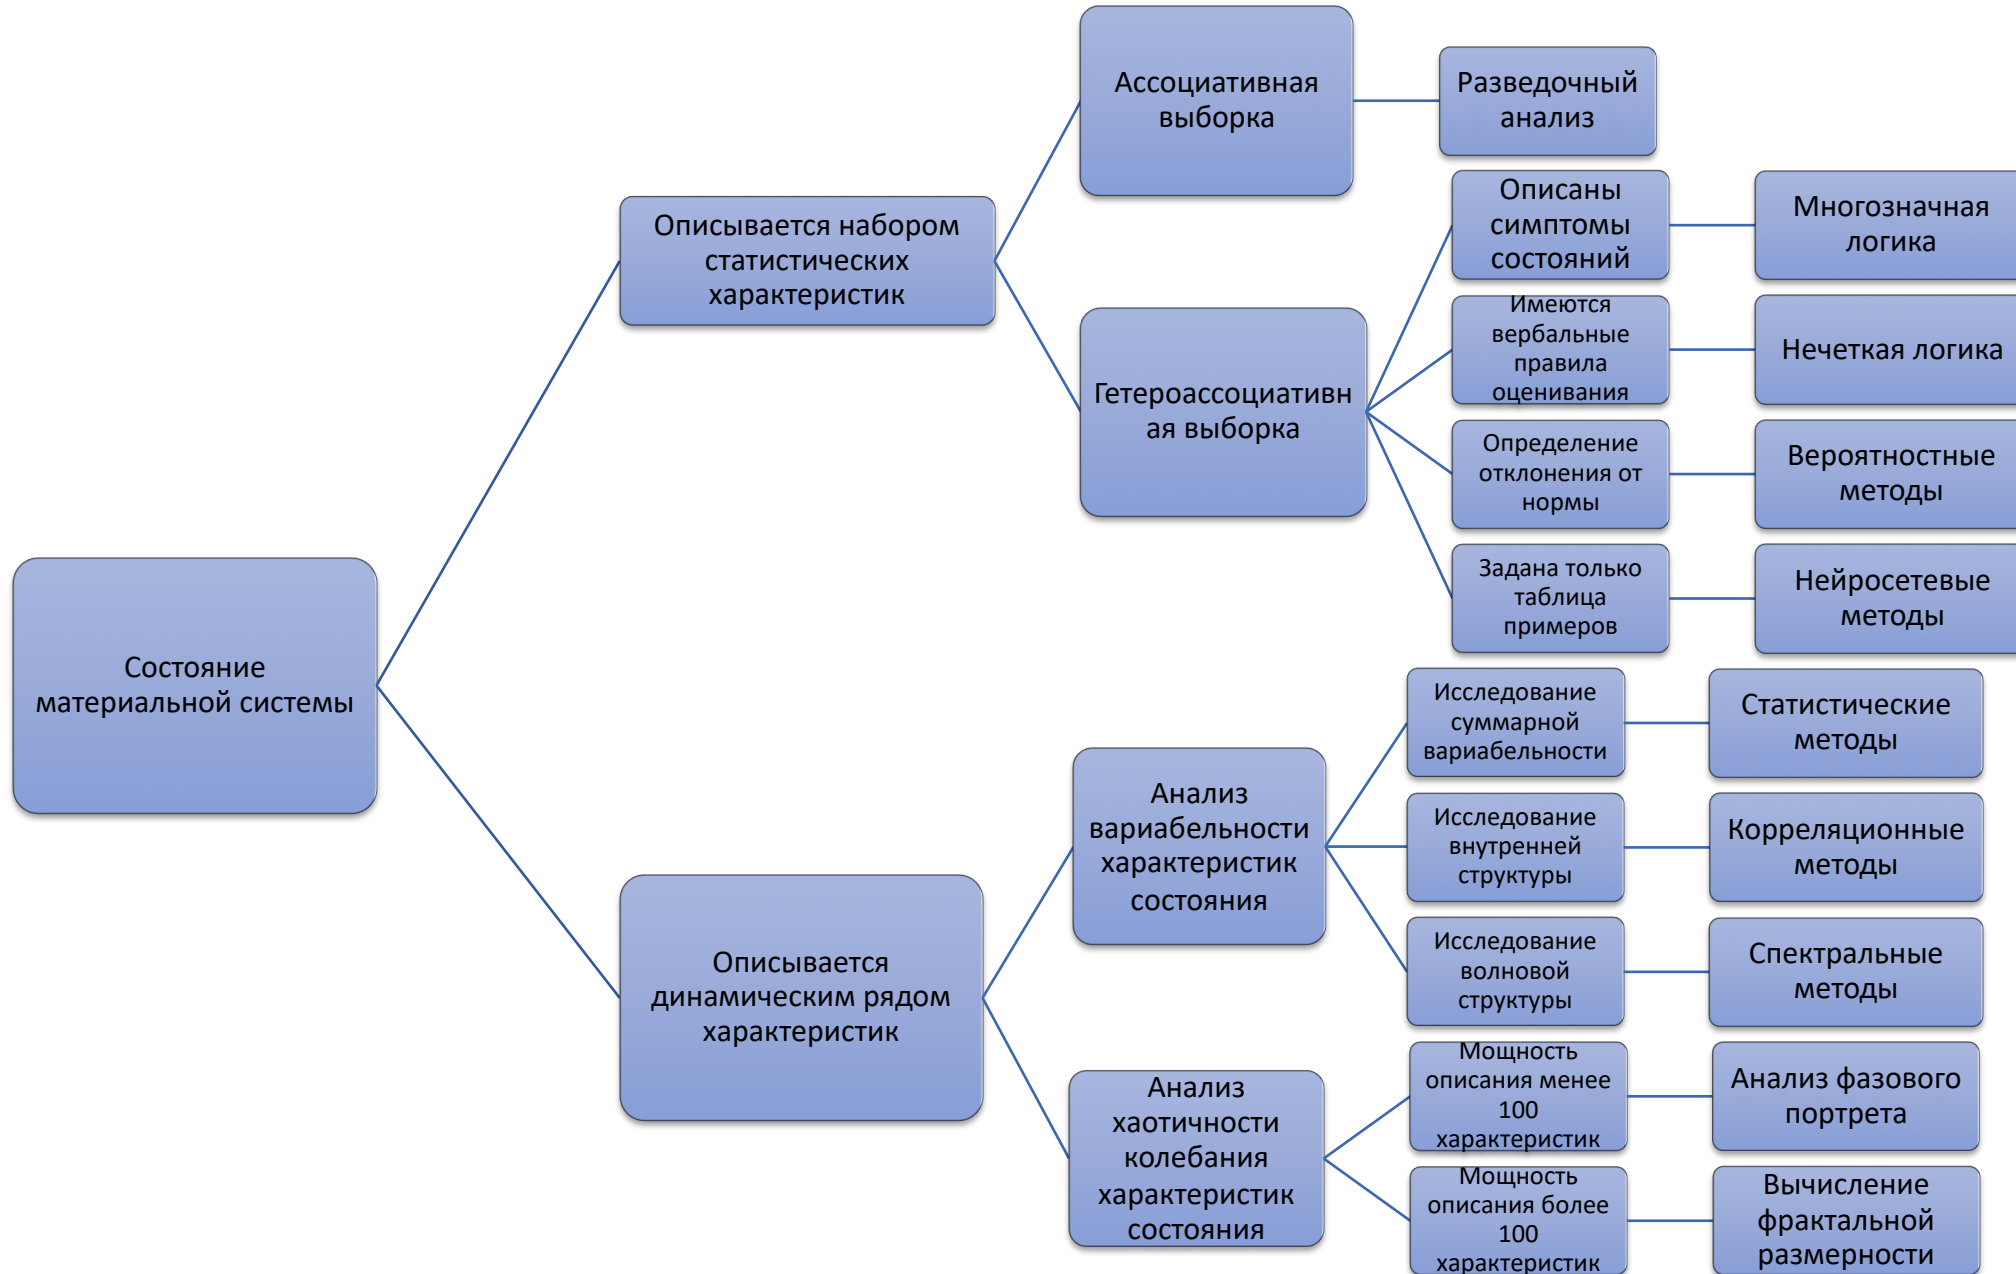 Состояние
материальной системы
Описывается набором
статистических
характеристик
Ассоциативная
выборка
Разведочный
анализ
Гетероассоциативн
ая выборка
Описаны
симптомы
состояний
Многозначная
логика
Имеются
вербальные
правила
оценивания
Нечеткая логика
Определение
отклонения от
нормы
Вероятностные
методы
Задана только
таблица
примеров
Нейросетевые
методы
Описывается
динамическим рядом
характеристик
Анализ
вариабельности
характеристик
состояния
Исследование
суммарной
вариабельности
Статистические
методы
Исследование
внутренней
структуры
Корреляционные
методы
Исследование
волновой
структуры
Спектральные
методы
Анализ
хаотичности
колебания
характеристик
состояния
Мощность
описания менее
100
характеристик
Анализ фазового
портрета
Мощность
описания более
100
характеристик
Вычисление
фрактальной
размерности